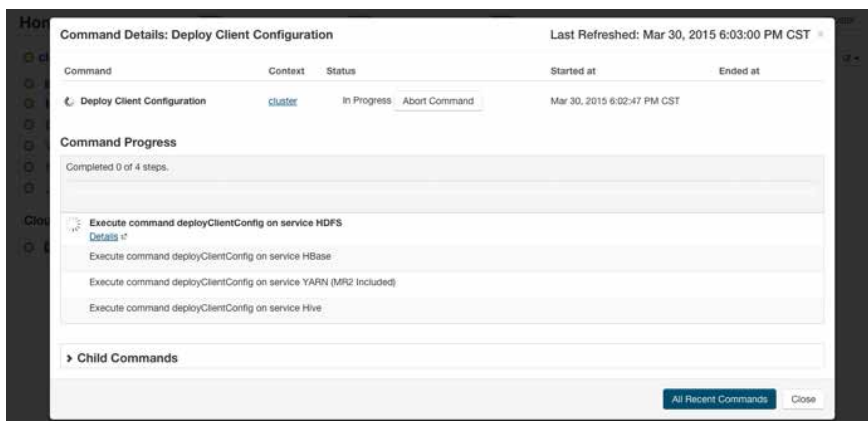 Hom
Command Details: Deploy Client Configuration
Last Refreshed: Mar 30, 2015 6:03:00 PM CST ×
Command Context Status Started at Ended at
Deploy Client Configuration cluster In Progress Abort Command Mar 30, 2015 6:02:47 PM CST
Command Progress
Completed 0 of 4 steps.
Execute command deployClientConfig on service HDFS
Details
Execute command deployClientConfig on service HBase
Execute command deployClientConfig on service YARN (MR2 Included)
Execute command deployClientConfig on service Hive
Clou
Child Commands
All Recent Commands Close